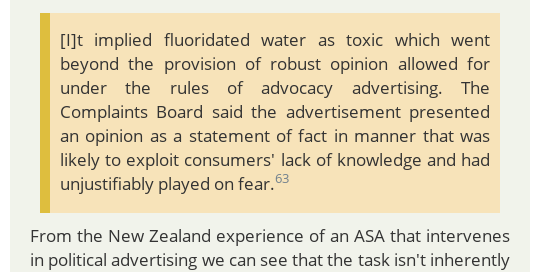 [I]t implied fluoridated water as toxic which went
beyond the provision of robust opinion allowed for
under the rules of advocacy advertising. The
Complaints Board said the advertisement presented
an opinion as a statement of fact in manner that was
likely to exploit consumers' lack of knowledge and had
unjustifiably played on fear.63
From the New Zealand experience of an ASA that intervenes
in political advertising we can see that the task isn't inherently